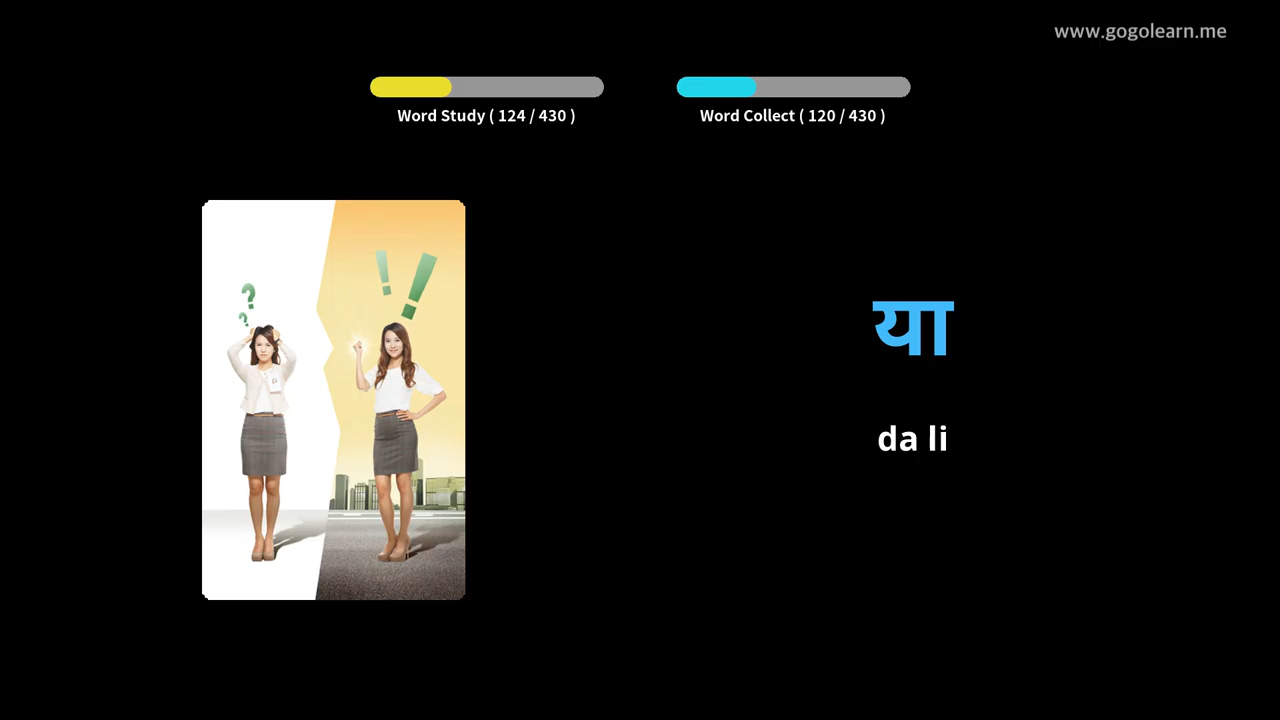 www.gogolearn.me
Word Study ( 124 / 430 )
Word Collect ( 120 / 430 )
? !!
?
या
da li